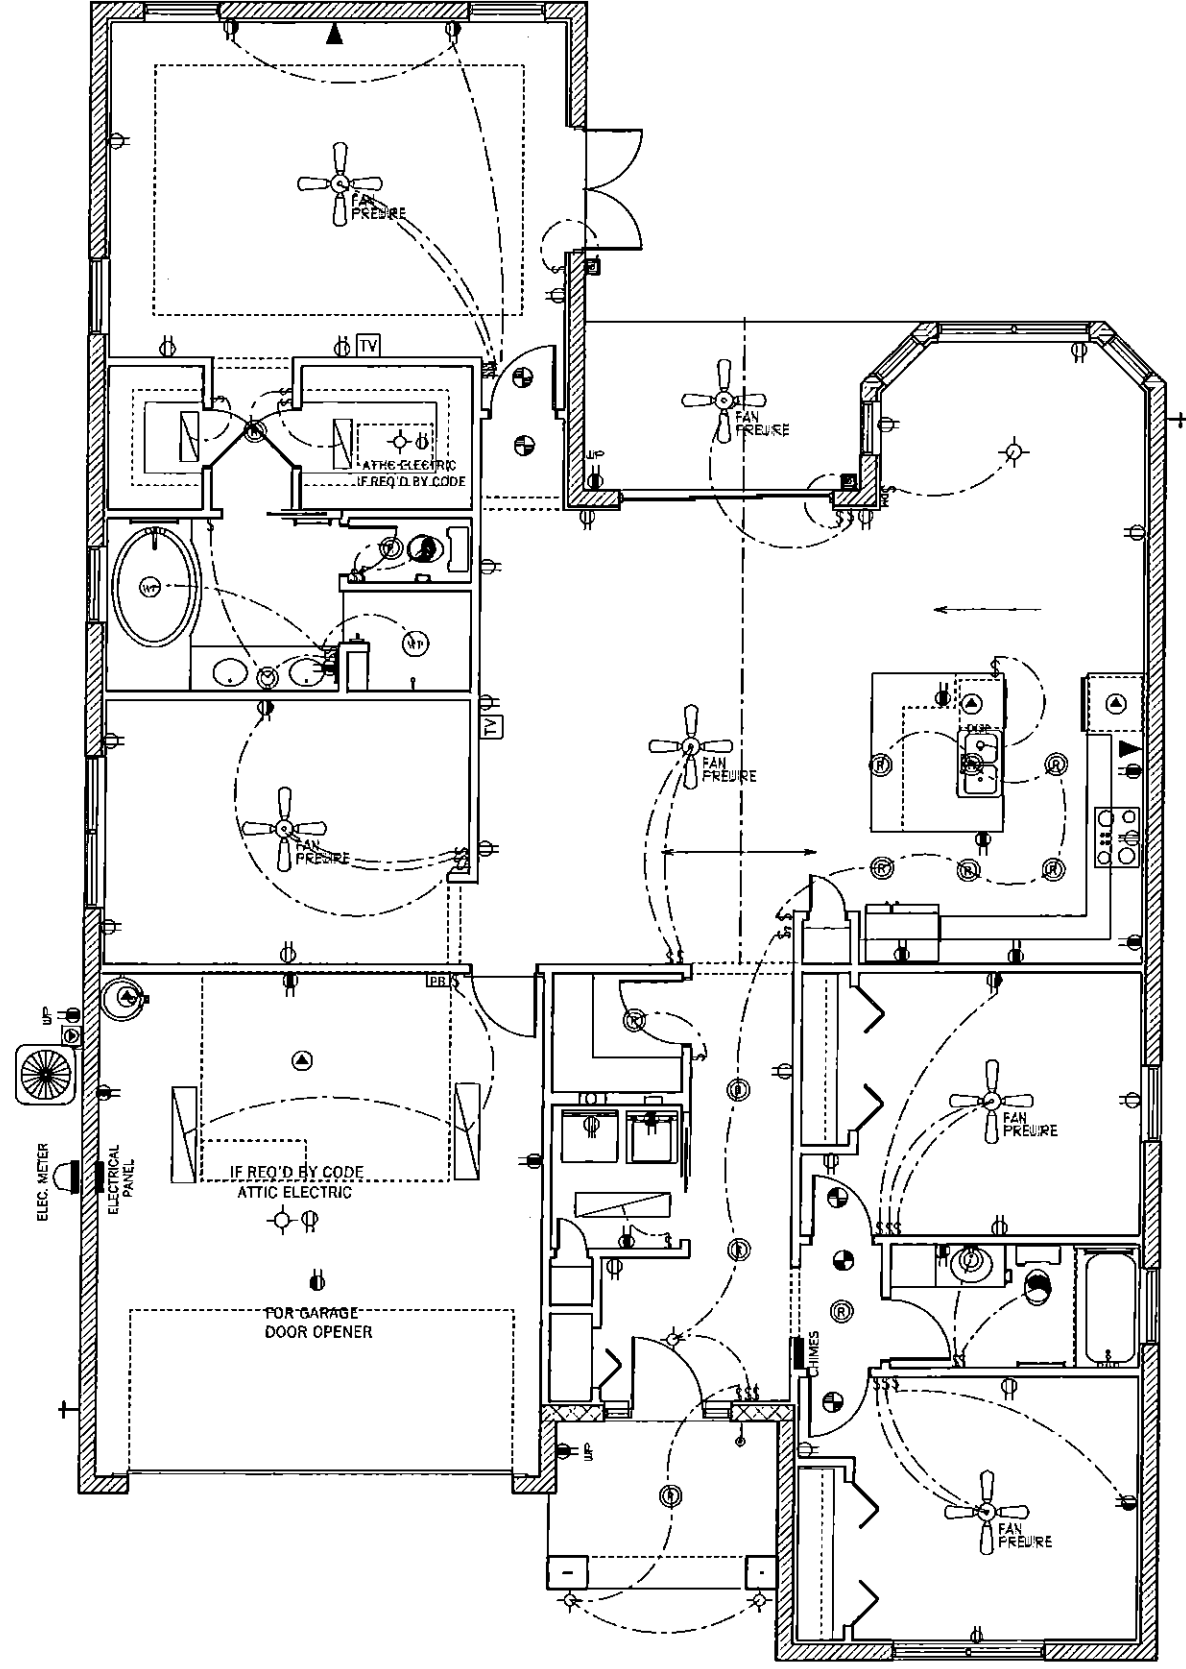 FAN
PREWIRE
TV
FAN
PREWIRE
WP
ATTIC ELECTRIC
IF REQ'D BY CODE
R
R
WP
WP
TV
DISP
FAN
PREWIRE
R
R
R
FAN
PREWIRE
R
R
R
PB
WP
R
R
FAN
PREWIRE
ELEC. METER
ELECTRICAL
PANEL
IF REQ'D BY CODE
ATTIC ELECTRIC
R
R
FOR GARAGE
DOOR OPENER
CHIMES
WP
R
FAN
PREWIRE